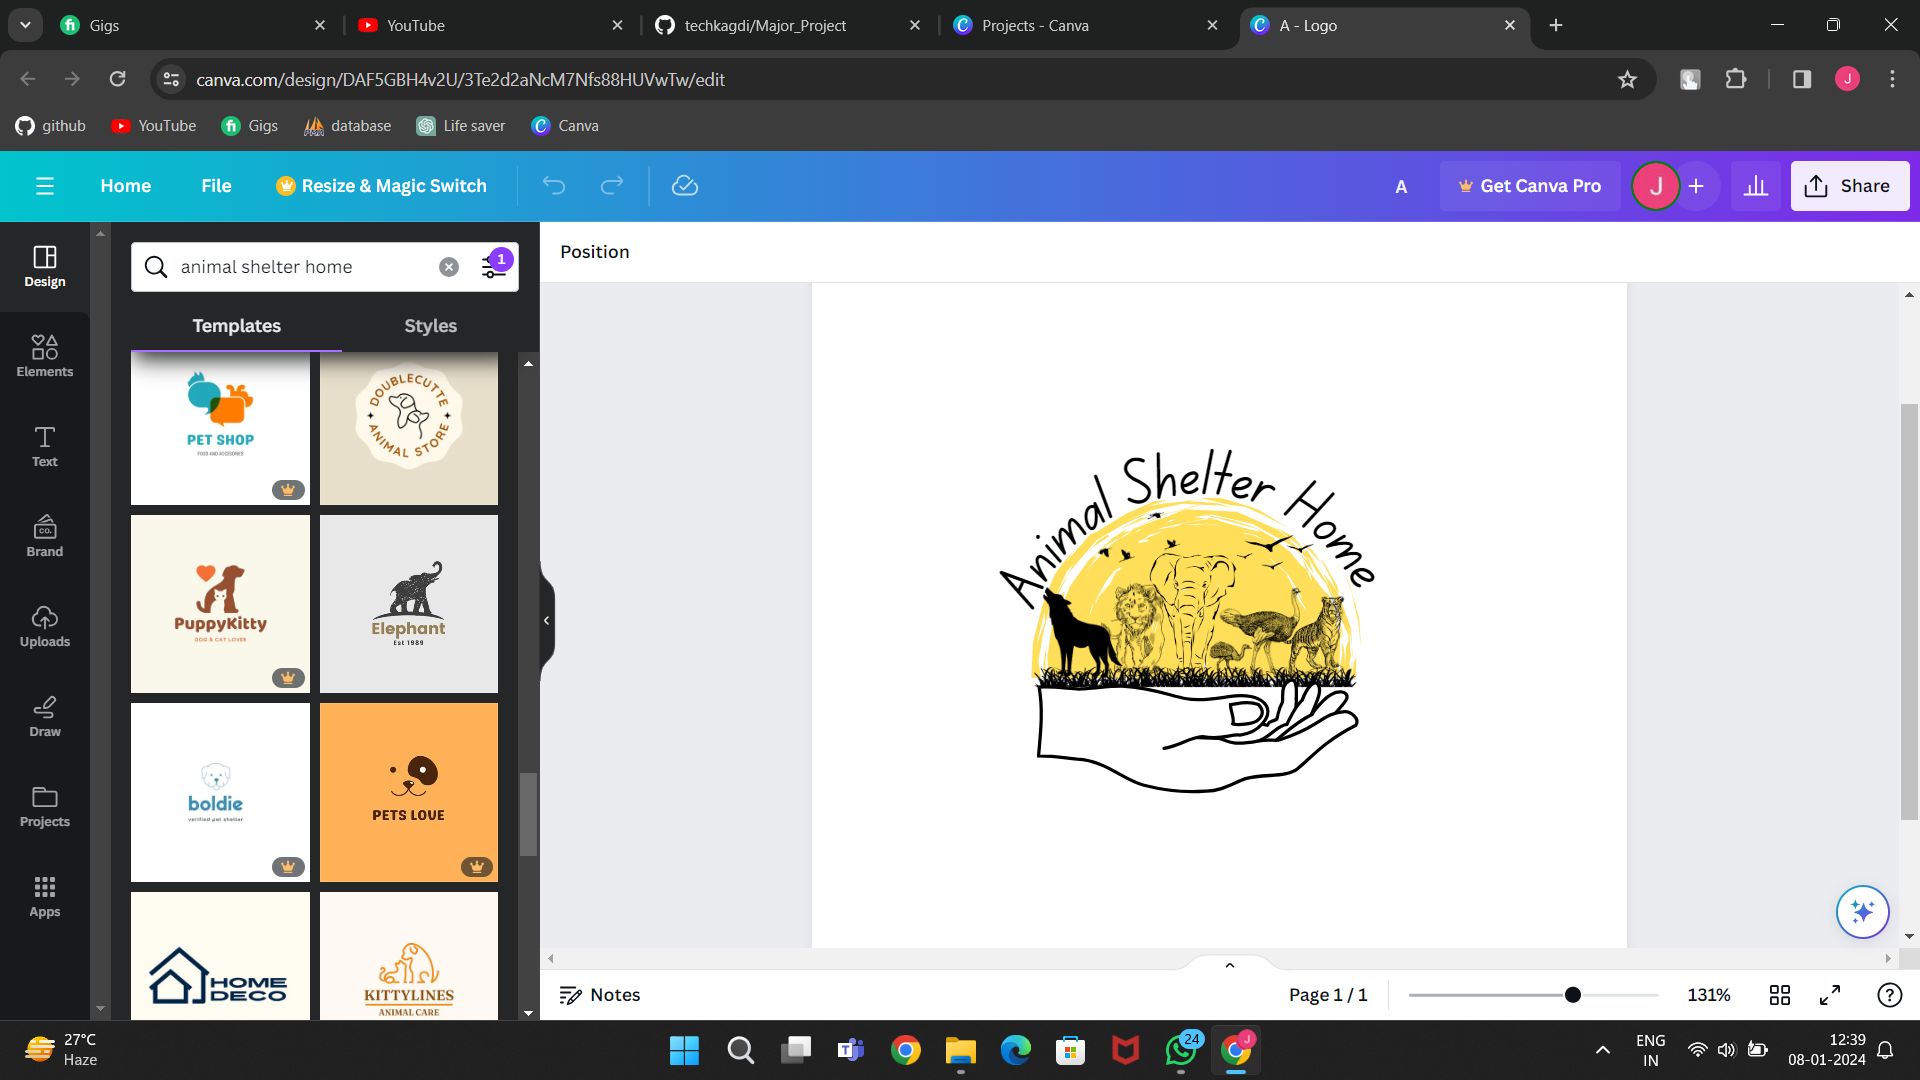 Gigs
YouTube
techkagdi/Major_Project
Projects - Canva
A - Logo
canva.com/design/DAF5GBH4v2U/3Te2d2aNcM7Nfs88HUVwTw/edit
J
github
YouTube
Gigs
database
Life saver
Canva
Home
File
Resize & Magic Switch
A
Get Canva Pro
J
Share
Design
Elements
Text
Brand
CO.
Uploads
Draw
Projects
Apps
animal shelter home
1
Templates
Styles
PET SHOP
FOOD AND ACCESORIES
DOUBLECUTTE
ANIMAL STORE
PuppyKitty
DOG & CAT LOVER
Elephant
Est 1989
boldie
verified pet shelter
PETS LOVE
HOME
DECO
KITTYLINES
ANIMAL CARE
Position
Animal Shelter Home
Notes
Page 1 / 1
131%
27°C
Haze
24
J
ENG
IN
12:39
08-01-2024